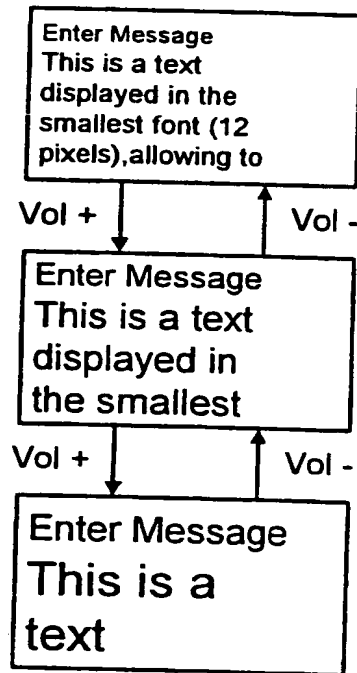 Enter Message
This is a text
displayed in the
smallest font (12
pixels),allowing to
Vol + Vol -
Enter Message
This is a text
displayed in
the smallest
Vol + Vol -
Enter Message
This is a
text